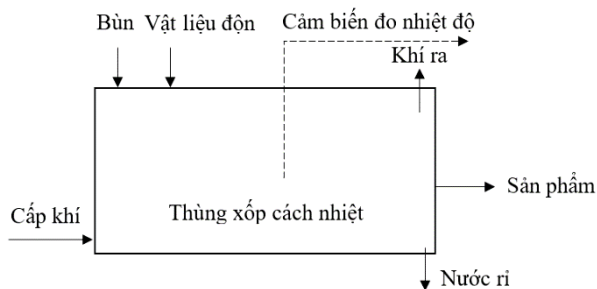 Bùn
Vật liệu độn
Cảm biến đo nhiệt độ
Khí ra
Sản phẩm
Thùng xốp cách nhiệt
Cấp khí
Nước rỉ